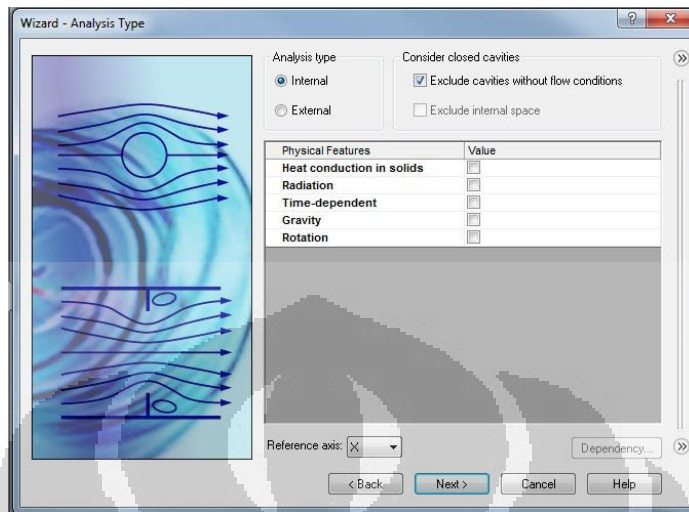 Wizard - Analysis Type
Analysis type
Internal
External
Consider closed cavities
Exclude cavities without flow conditions
Exclude internal space
Physical Features Value
Heat conduction in solids
Radiation
Time-dependent
Gravity
Rotation
Reference axis: X
Dependency...
< Back Next > Cancel Help